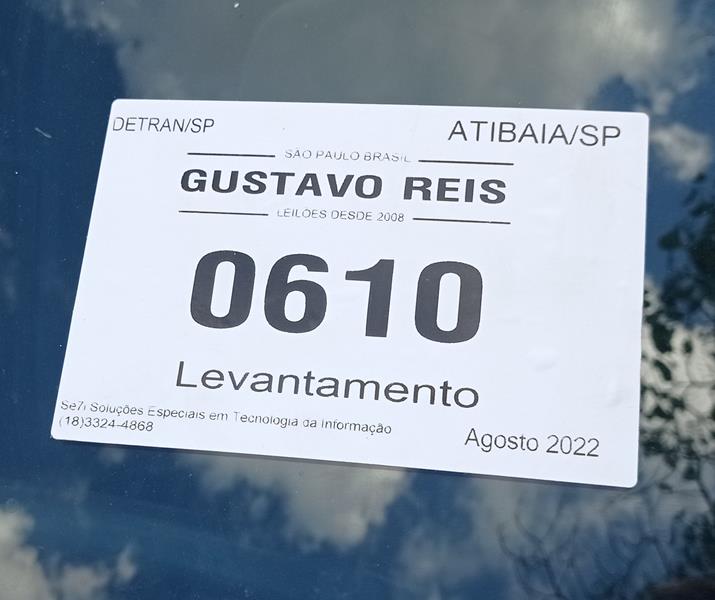 DETRAN/SP
ATIBAIA/SP
SÃO PAULO BRASIL
GUSTAVO REIS
LEILÕES DESDE 2008
0610
Levantamento
Se7i Soluções Especiais em Tecnologia da Informação
(18)3324-4868
Agosto 2022